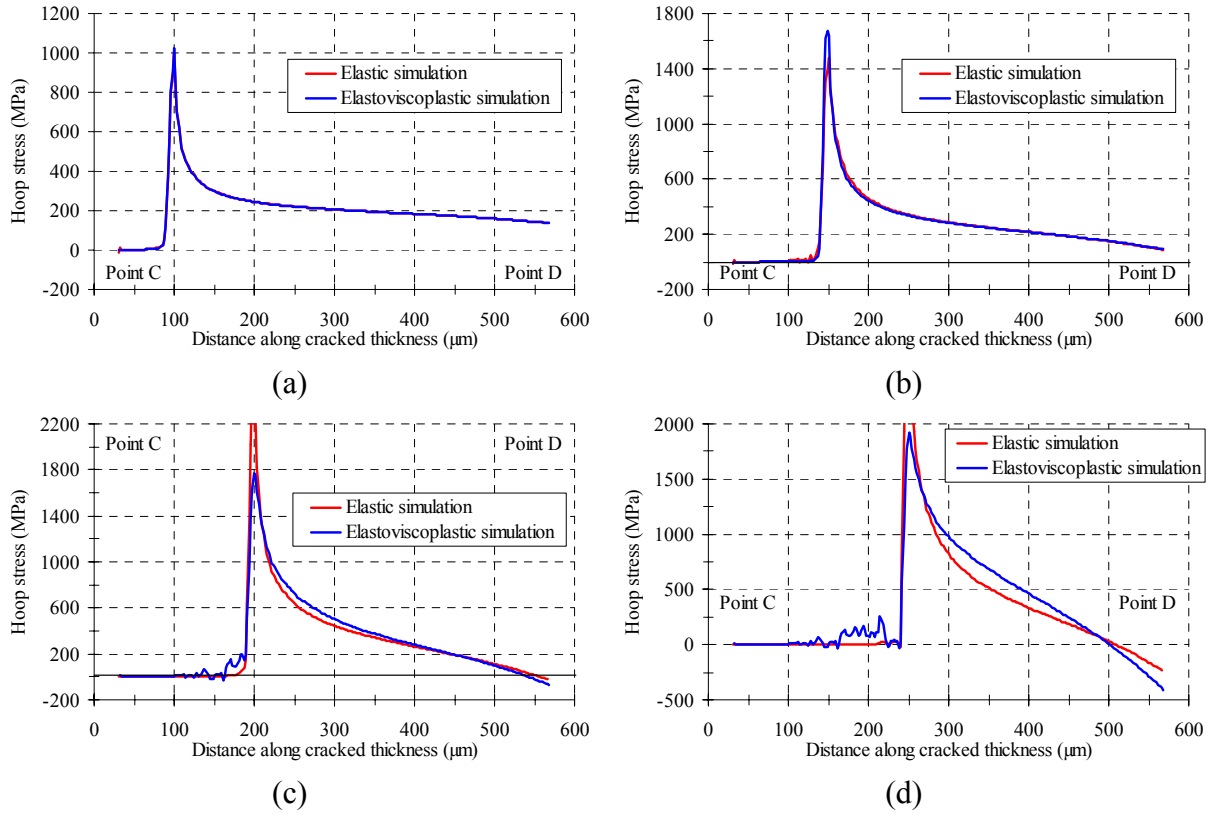 1200
1000
800
600
400
200
0
-200
Hoop stress (MPa)
Elastic simulation
Elastoviscoplastic simulation
Point C
Point D
0 100 200 300 400 500 600
Distance along cracked thickness (µm)
(a)
1800
1400
1000
600
200
-200
Hoop stress (MPa)
Elastic simulation
Elastoviscoplastic simulation
Point C
Point D
0 100 200 300 400 500 600
Distance along cracked thickness (µm)
(b)
2200
1800
1400
1000
600
200
-200
Hoop stress (MPa)
Point C
Point D
Elastic simulation
Elastoviscoplastic simulation
0 100 200 300 400 500 600
Distance along cracked thickness (µm)
(c)
2000
1500
1000
500
0
-500
Hoop stress (MPa)
Elastic simulation
Elastoviscoplastic simulation
Point C
Point D
0 100 200 300 400 500 600
Distance along cracked thickness (µm)
(d)